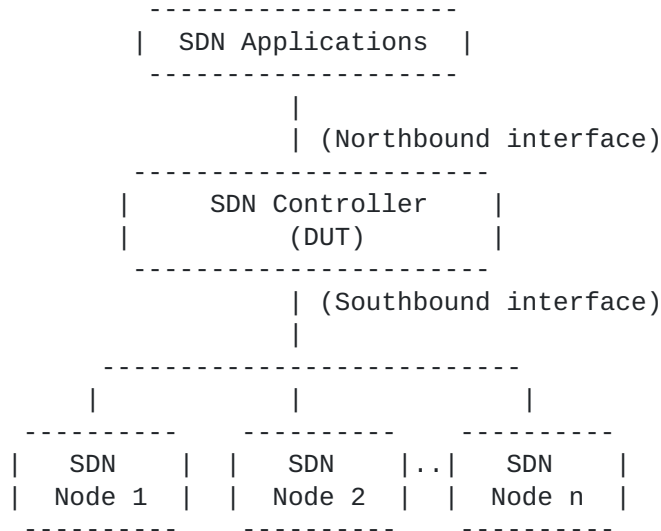 SDN Applications
(Northbound interface)
SDN Controller
(DUT)
(Southbound interface)
SDN SDN .. SDN
Node 1 Node 2 Node n